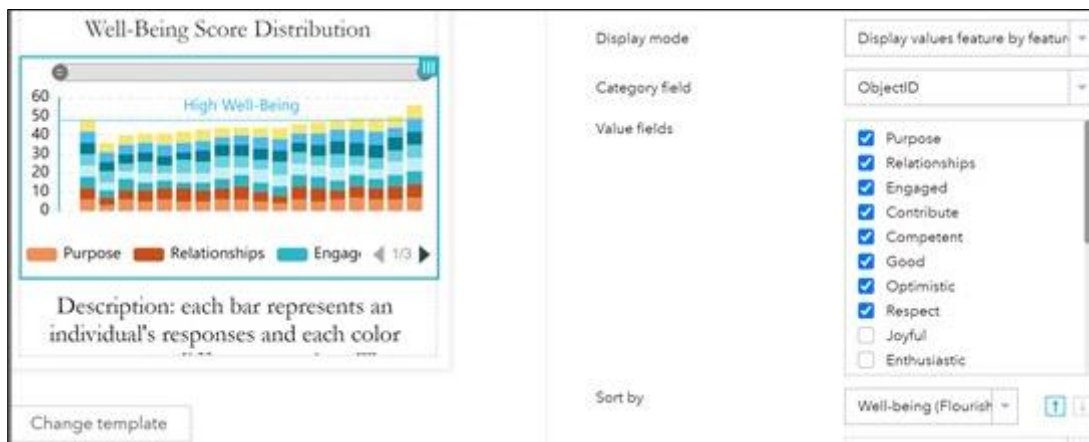 Well-Being Score Distribution
60
50
40
30
20
10
0
High Well-Being
Purpose Relationships Engag 1/3
Description: each bar represents an
individual's responses and each color
Change template
Display mode Display values feature by featur
Category field ObjectID
Value fields
Purpose
Relationships
Engaged
Contribute
Competent
Good
Optimistic
Respect
Joyful
Enthusiastic
Sort by Well-being (Flourish